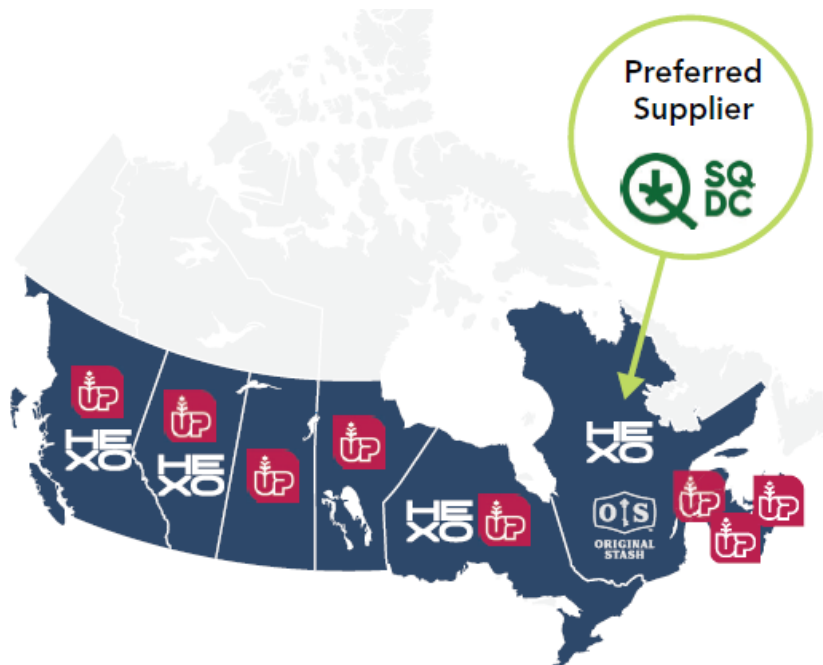 Preferred
Supplier
SQ
DC
UP
HE
XO
UP
HE
XO
UP
UP
HE
XO
UP
HE
XO
OS
ORIGINAL
STASH
UP
UP
UP